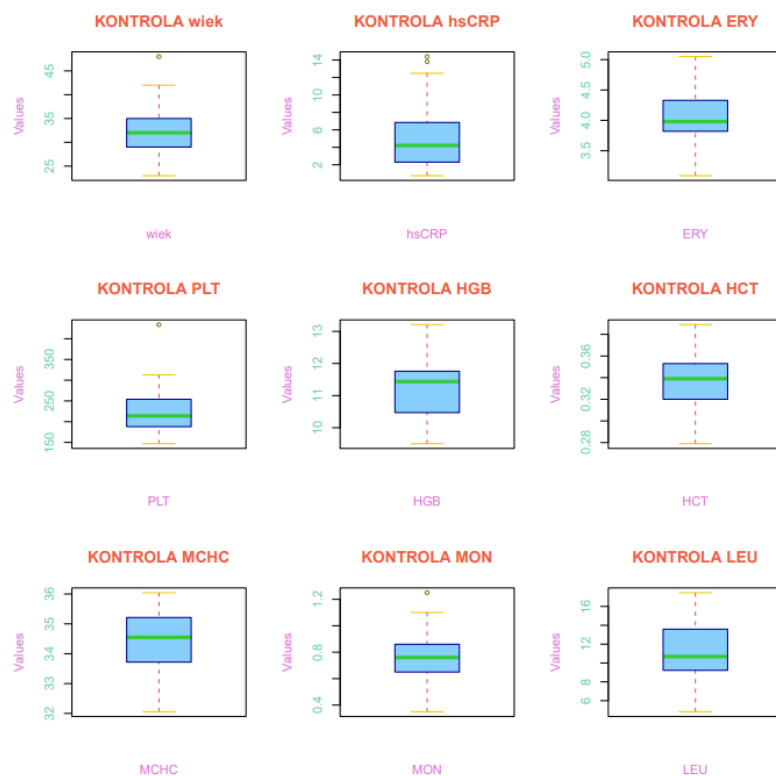 KONTROLA wiek
Values
25
35
45
wiek
KONTROLA hsCRP
Values
2
6
10
14
hsCRP
KONTROLA ERY
Values
3.5
4.0
4.5
5.0
ERY
KONTROLA PLT
Values
150
250
350
PLT
KONTROLA HGB
Values
10
11
12
13
HGB
KONTROLA HCT
Values
0.28
0.32
0.36
HCT
KONTROLA MCHC
Values
32
33
34
35
36
MCHC
KONTROLA MON
Values
0.4
0.8
1.2
MON
KONTROLA LEU
Values
6
8
12
16
LEU